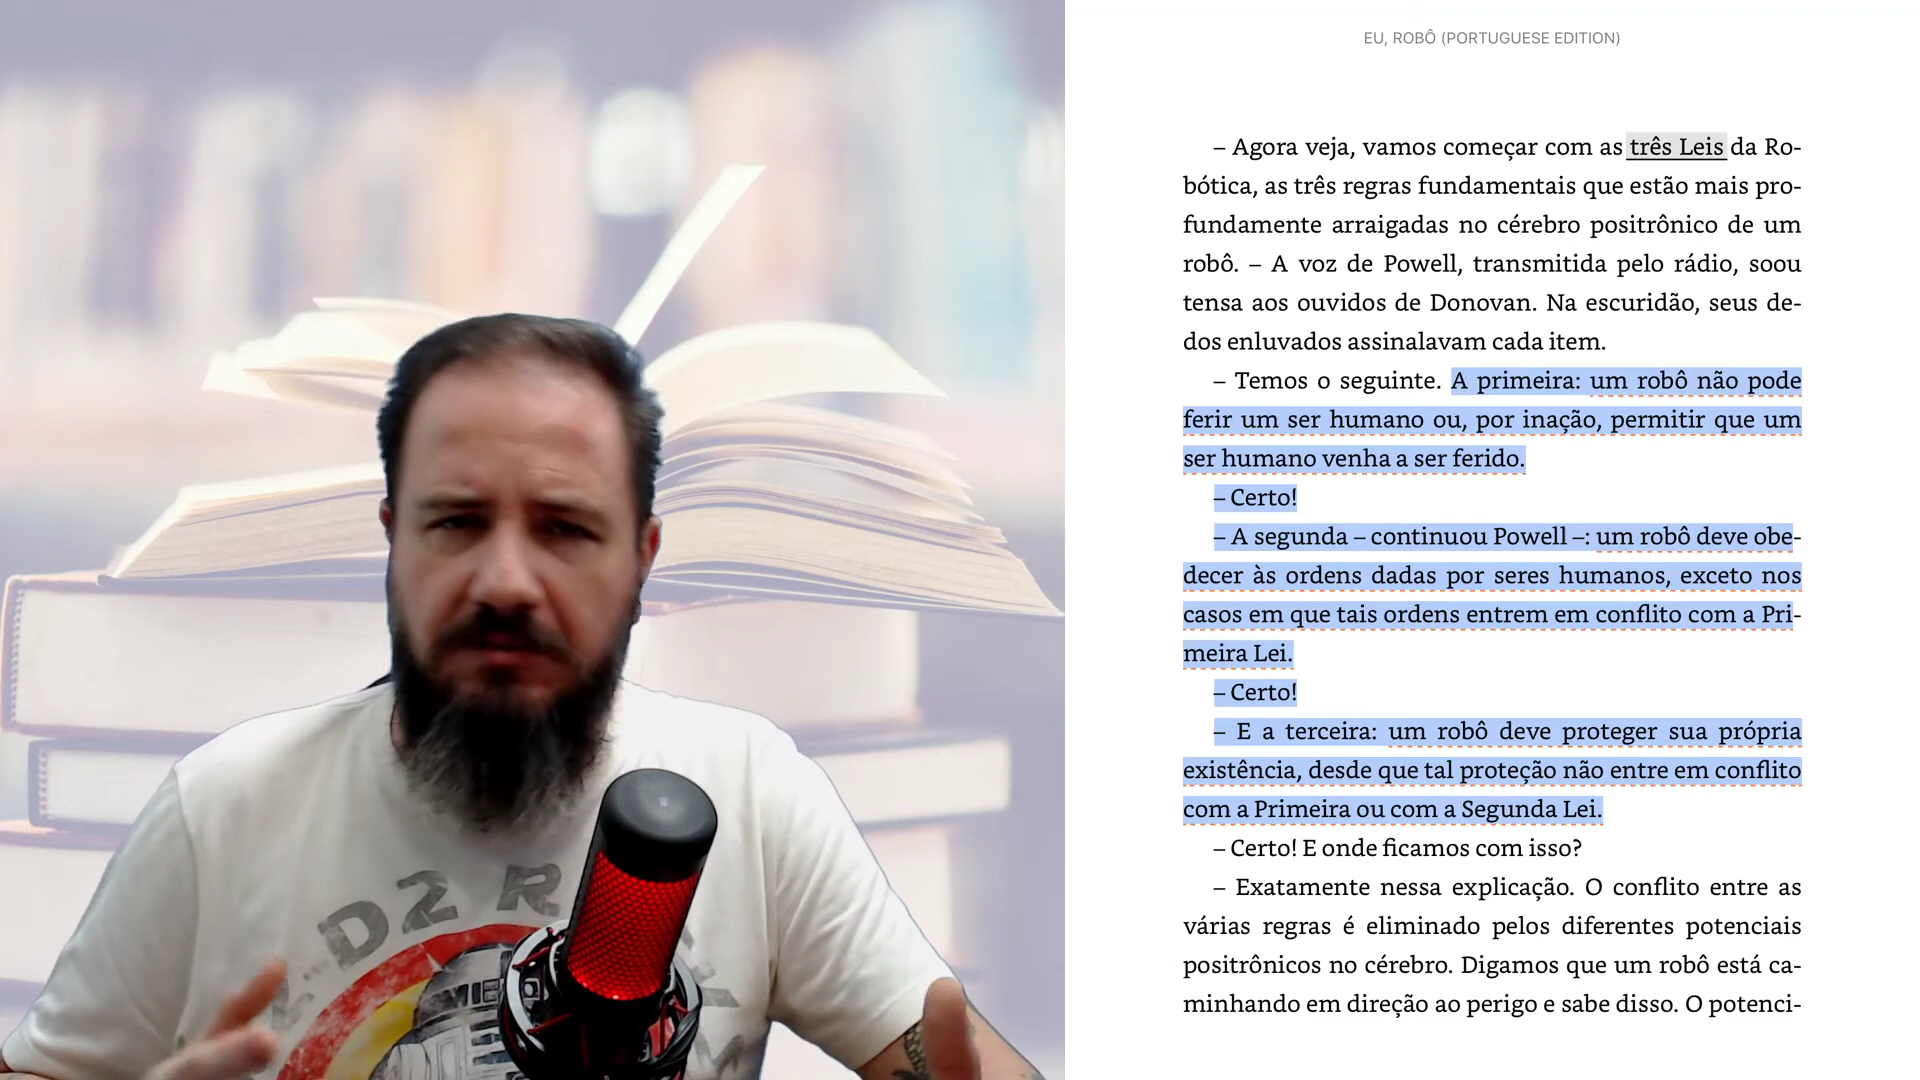 EU, ROBÔ (PORTUGUESE EDITION)
– Agora veja, vamos começar com as três Leis da Ro-
bótica, as três regras fundamentais que estão mais pro-
fundamente arraigadas no cérebro positrônico de um
robô. – A voz de Powell, transmitida pelo rádio, soou
tensa aos ouvidos de Donovan. Na escuridão, seus de-
dos enluvados assinalavam cada item.
– Temos o seguinte. A primeira: um robô não pode
ferir um ser humano ou, por inação, permitir que um
ser humano venha a ser ferido.
– Certo!
– A segunda – continuou Powell –: um robô deve obe-
decer às ordens dadas por seres humanos, exceto nos
casos em que tais ordens entrem em conflito com a Pri-
meira Lei.
– Certo!
– E a terceira: um robô deve proteger sua própria
existência, desde que tal proteção não entre em conflito
com a Primeira ou com a Segunda Lei.
– Certo! E onde ficamos com isso?
– Exatamente nessa explicação. O conflito entre as
várias regras é eliminado pelos diferentes potenciais
positrônicos no cérebro. Digamos que um robô está ca-
minhando em direção ao perigo e sabe disso. O potenci-
D2 R